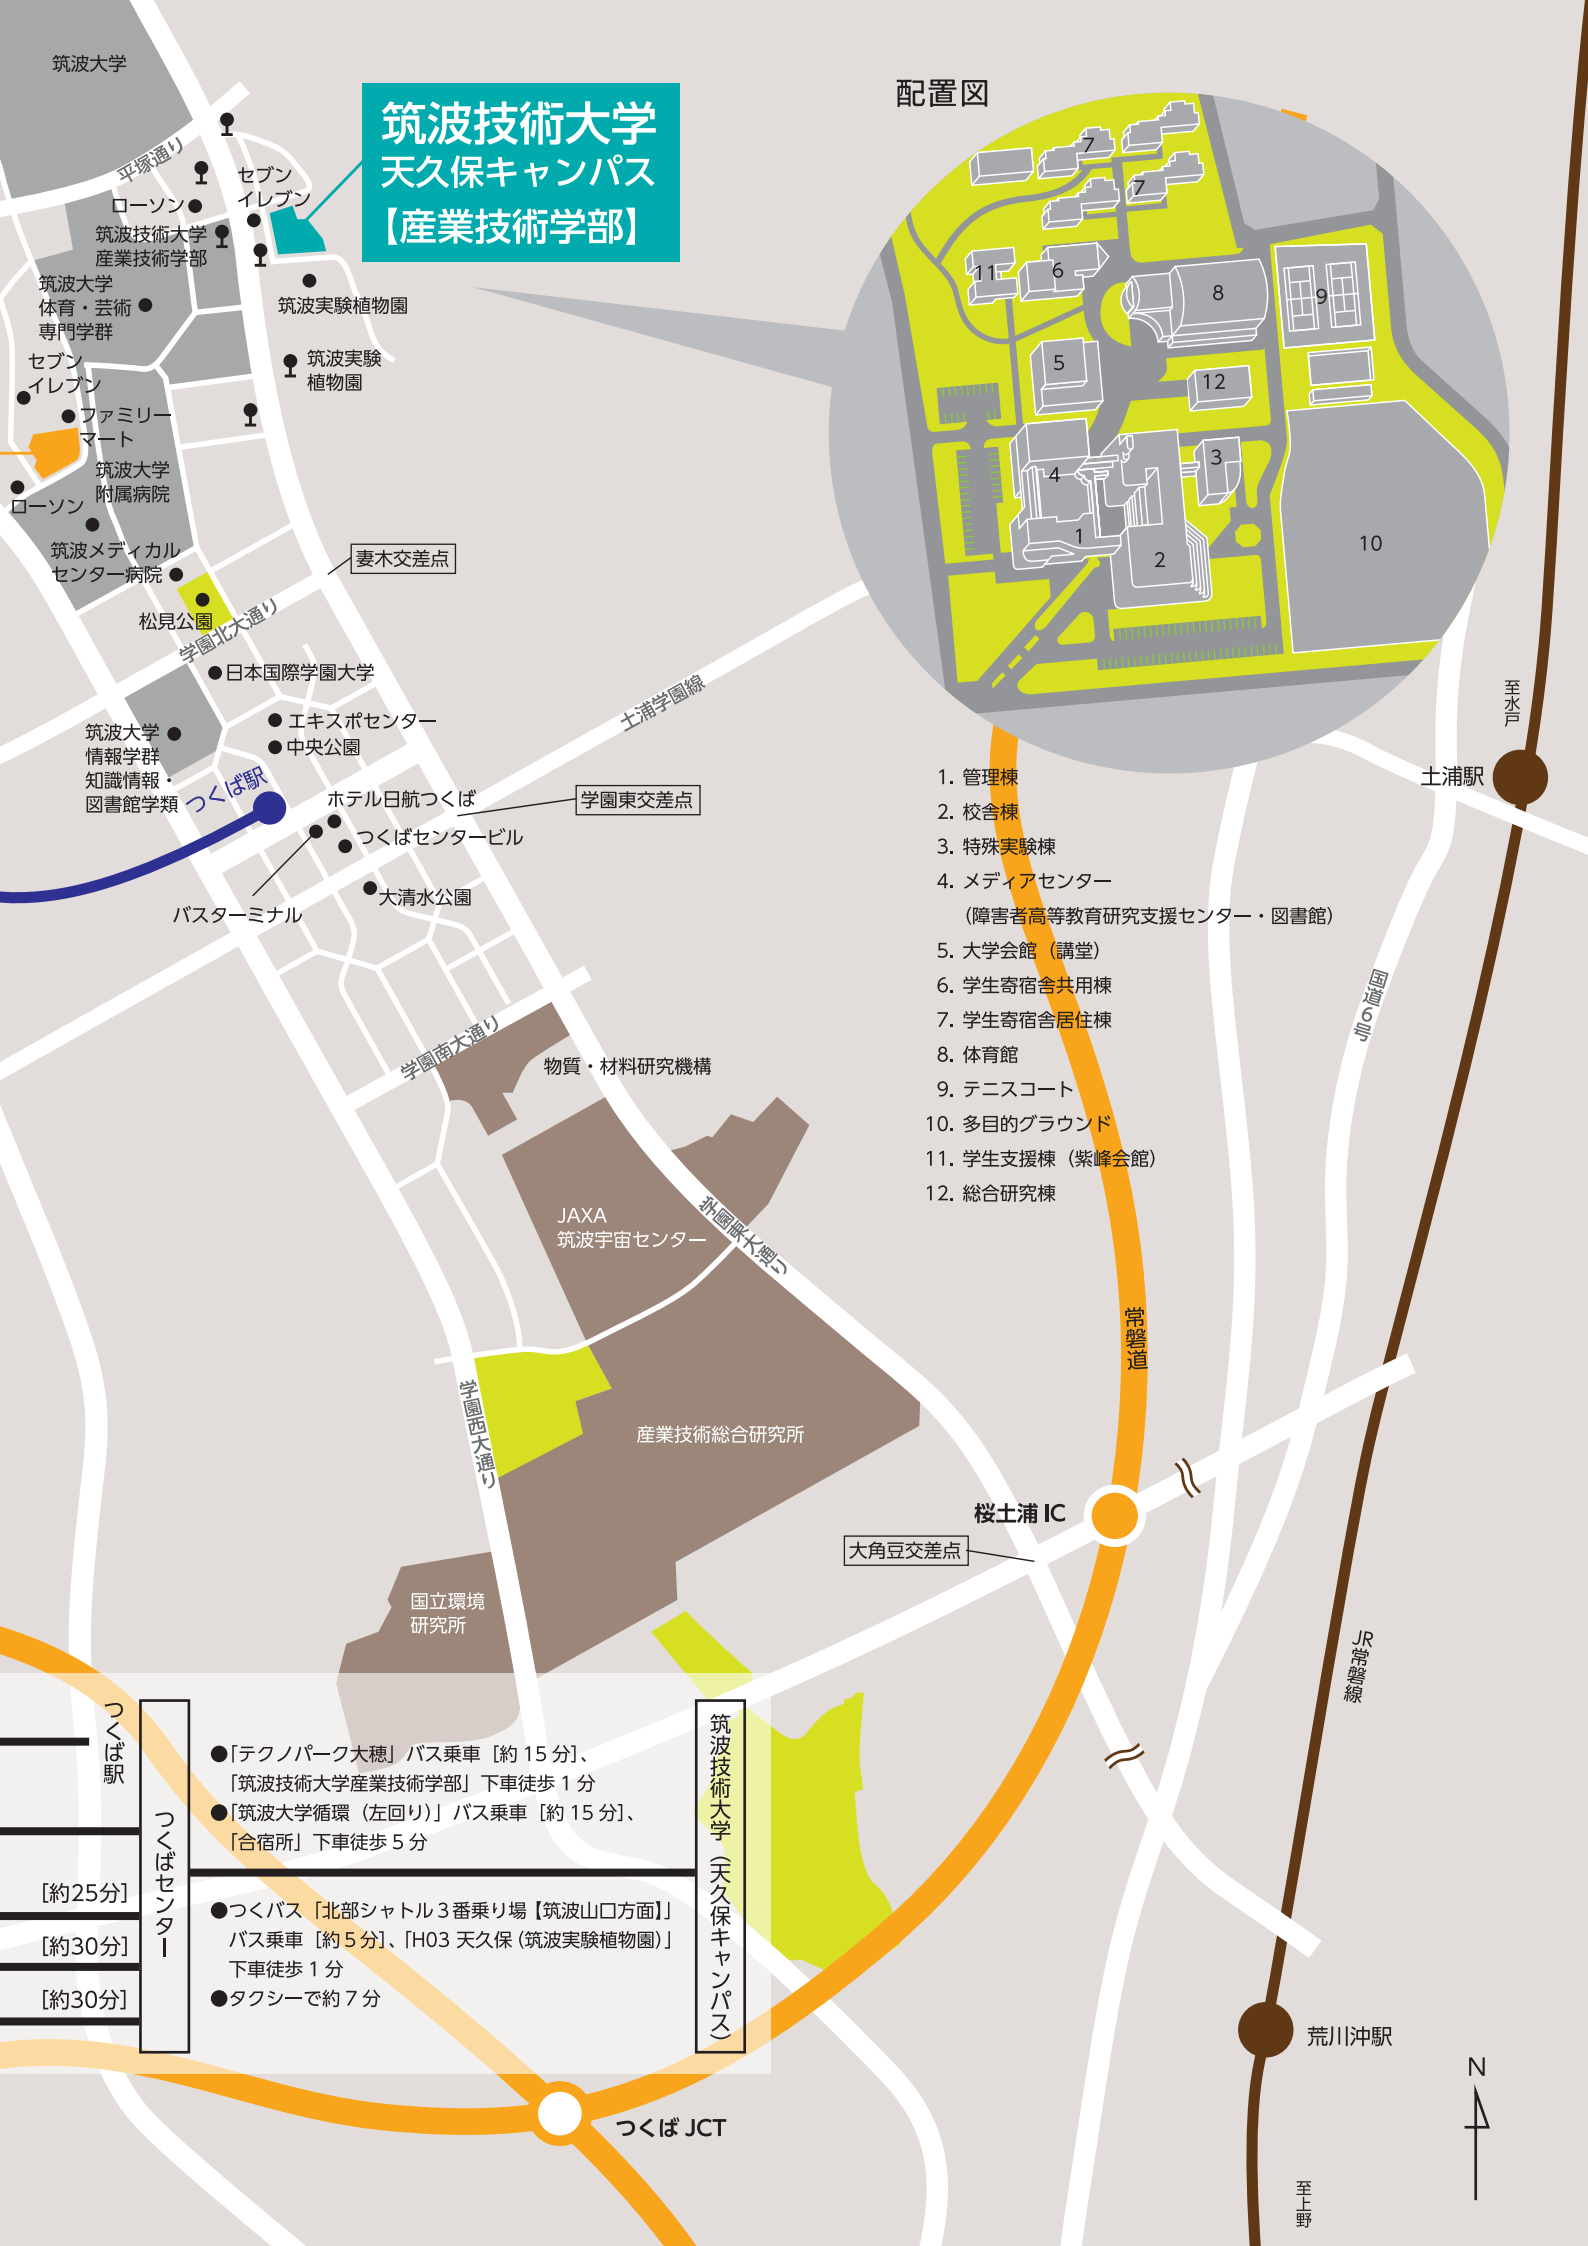 筑波大学
平塚通り
セブン
イレブン
ローソン
筑波技術大学
産業技術学部
筑波大学
体育・芸術
専門学群
セブン
イレブン
ファミリー
マート
筑波大学
附属病院
ローソン
筑波メディカル
センター病院
松見公園
学園北大通り
筑波技術大学
天久保キャンパス
【産業技術学部】
筑波実験植物園
筑波実験
植物園
妻木交差点
日本国際学園大学
エキスポセンター
中央公園
筑波大学
情報学群
知識情報・
図書館学類
つくば駅
ホテル日航つくば
学園東交差点
つくばセンタービル
大清水公園
バスターミナル
土浦学園線
配置図
7
7
11
6
8
9
5
12
4
3
1
2
10
1. 管理棟
2. 校舎棟
3. 特殊実験棟
4. メディアセンター
（障害者高等教育研究支援センター・図書館）
5. 大学会館（講堂）
6. 学生寄宿舎共用棟
7. 学生寄宿舎居住棟
8. 体育館
9. テニスコート
10. 多目的グラウンド
11. 学生支援棟（紫峰会館）
12. 総合研究棟
至水戸
土浦駅
国道6号
学園南大通り
物質・材料研究機構
JAXA
筑波宇宙センター
学園東大通り
常磐道
学園西大通り
産業技術総合研究所
桜土浦 IC
大角豆交差点
国立環境
研究所
JR常磐線
つくば駅
つくばセンター
[約25分]
[約30分]
[約30分]
●「テクノパーク大穂」バス乗車［約 15 分］、
「筑波技術大学産業技術学部」下車徒歩 1 分
●「筑波大学循環（左回り）」バス乗車［約 15 分］、
「合宿所」下車徒歩 5 分
●つくバス「北部シャトル３番乗り場【筑波山口方面】」
バス乗車［約 5 分］、「H03 天久保（筑波実験植物園）」
下車徒歩 1 分
●タクシーで約 7 分
筑波技術大学（天久保キャンパス）
つくば JCT
荒川沖駅
N
至上野